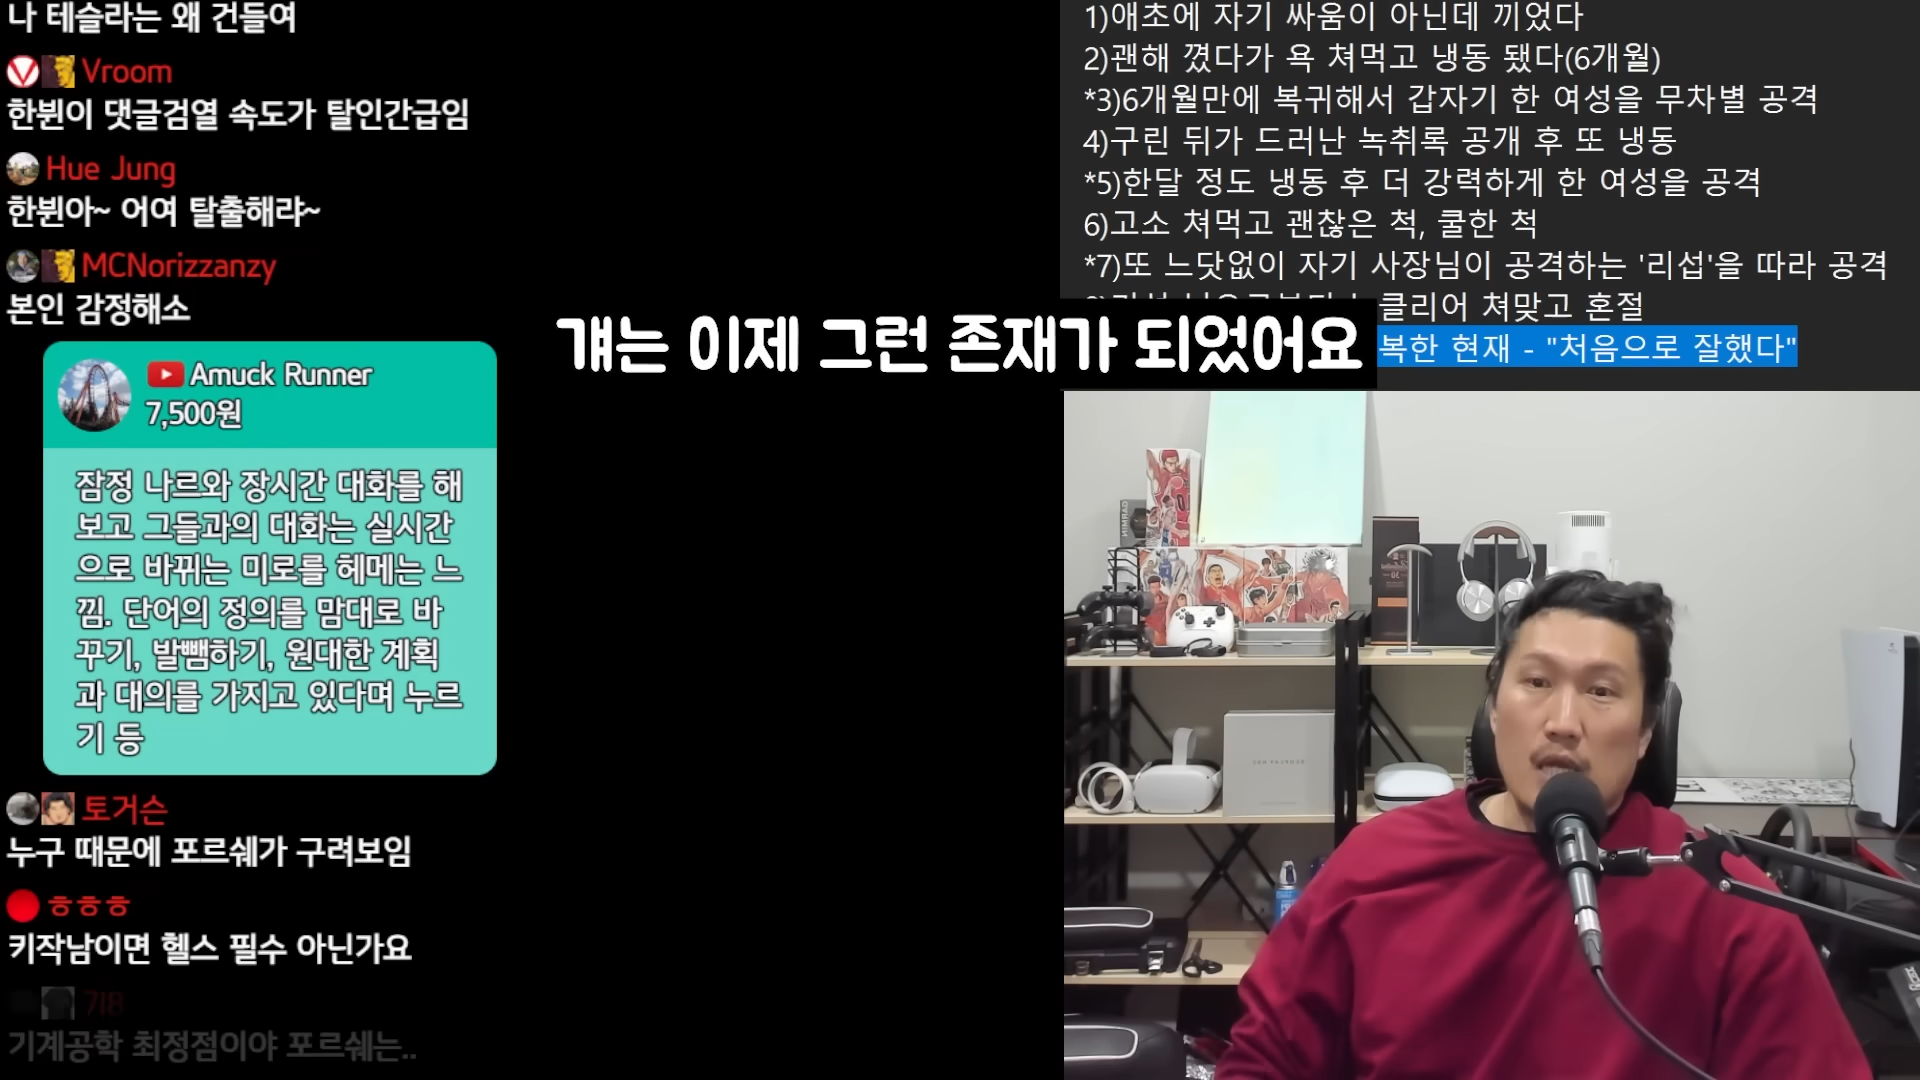 나 테슬라는 왜 건들여
Vroom
한뷘이 댓글검열 속도가 탈인간급임
Hue Jung
한뷘아~ 어여 탈출해랴~
MCNorizzanzy
본인 감정해소
Amuck Runner
7,500원
잠정 나르와 장시간 대화를 해
보고 그들과의 대화는 실시간
으로 바뀌는 미로를 헤메는 느
낌. 단어의 정의를 맘대로 바
꾸기, 발뺌하기, 원대한 계획
과 대의를 가지고 있다며 누르
기 등
토거슨
누구 때문에 포르쉐가 구려보임
ㅎㅎㅎ
키작남이면 헬스 필수 아닌가요
기8
기계공학 최정점이야 포르쉐는..
걔는 이제 그런 존재가 되었어요
1)애초에 자기 싸움이 아닌데 끼었다
2)괜해 꼈다가 욕 쳐먹고 냉동 됐다(6개월)
*3)6개월만에 복귀해서 갑자기 한 여성을 무차별 공격
4)구린 뒤가 드러난 녹취록 공개 후 또 냉동
*5)한달 정도 냉동 후 더 강력하게 한 여성을 공격
6)고소 쳐먹고 괜찮은 척, 쿨한 척
*7)또 느닷없이 자기 사장님이 공격하는 '리섭'을 따라 공격
클리어 쳐맞고 혼절
복한 현재 - "처음으로 잘했다"